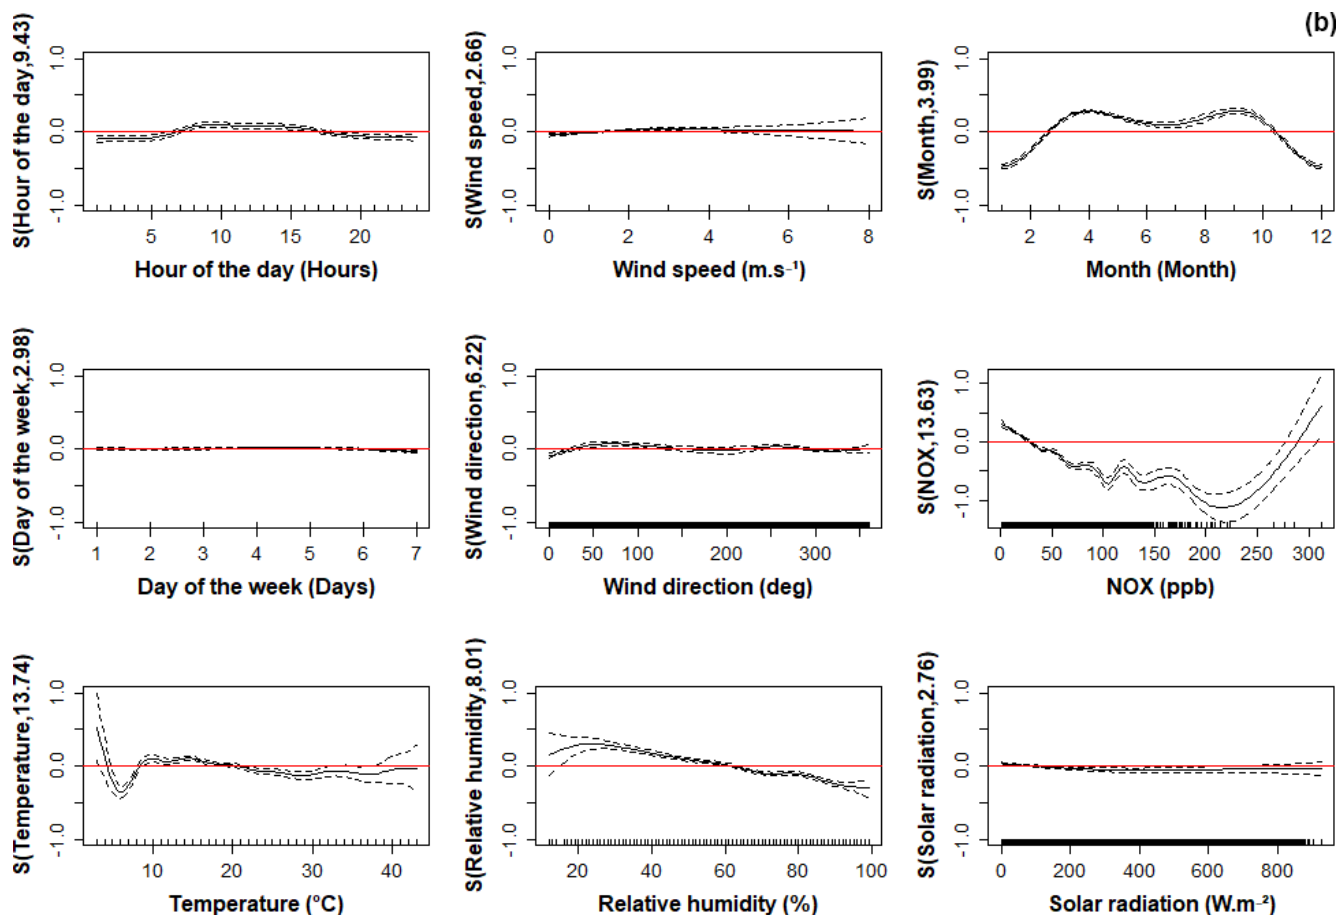 (b)
S(Hour of the day,9.43)
1.0
0.0
-1.0
5 10 15 20
Hour of the day (Hours)
S(Wind speed,2.66)
1.0
0.0
-1.0
0 2 4 6 8
Wind speed (m.s⁻¹)
S(Month,3.99)
1.0
0.0
-1.0
2 4 6 8 10 12
Month (Month)
S(Day of the week,2.98)
1.0
0.0
-1.0
1 2 3 4 5 6 7
Day of the week (Days)
S(Wind direction,6.22)
1.0
0.0
-1.0
0 50 100 200 300
Wind direction (deg)
S(NOX,13.63)
1.0
0.0
-1.0
0 50 100 150 200 250 300
NOX (ppb)
S(Temperature,13.74)
1.0
0.0
-1.0
10 20 30 40
Temperature (°C)
S(Relative humidity,8.01)
1.0
0.0
-1.0
20 40 60 80 100
Relative humidity (%)
S(Solar radiation,2.76)
1.0
0.0
-1.0
0 200 400 600 800
Solar radiation (W.m⁻²)